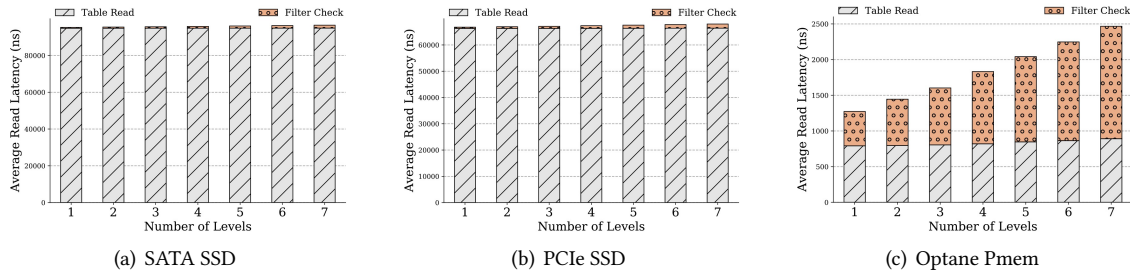 Table Read Filter Check
Average Read Latency (ns)
80000
60000
40000
20000
0
1 2 3 4 5 6 7
Number of Levels
(a) SATA SSD
Table Read Filter Check
Average Read Latency (ns)
60000
50000
40000
30000
20000
10000
0
1 2 3 4 5 6 7
Number of Levels
(b) PCIe SSD
Table Read Filter Check
Average Read Latency (ns)
2500
2000
1500
1000
500
0
1 2 3 4 5 6 7
Number of Levels
(c) Optane Pmem